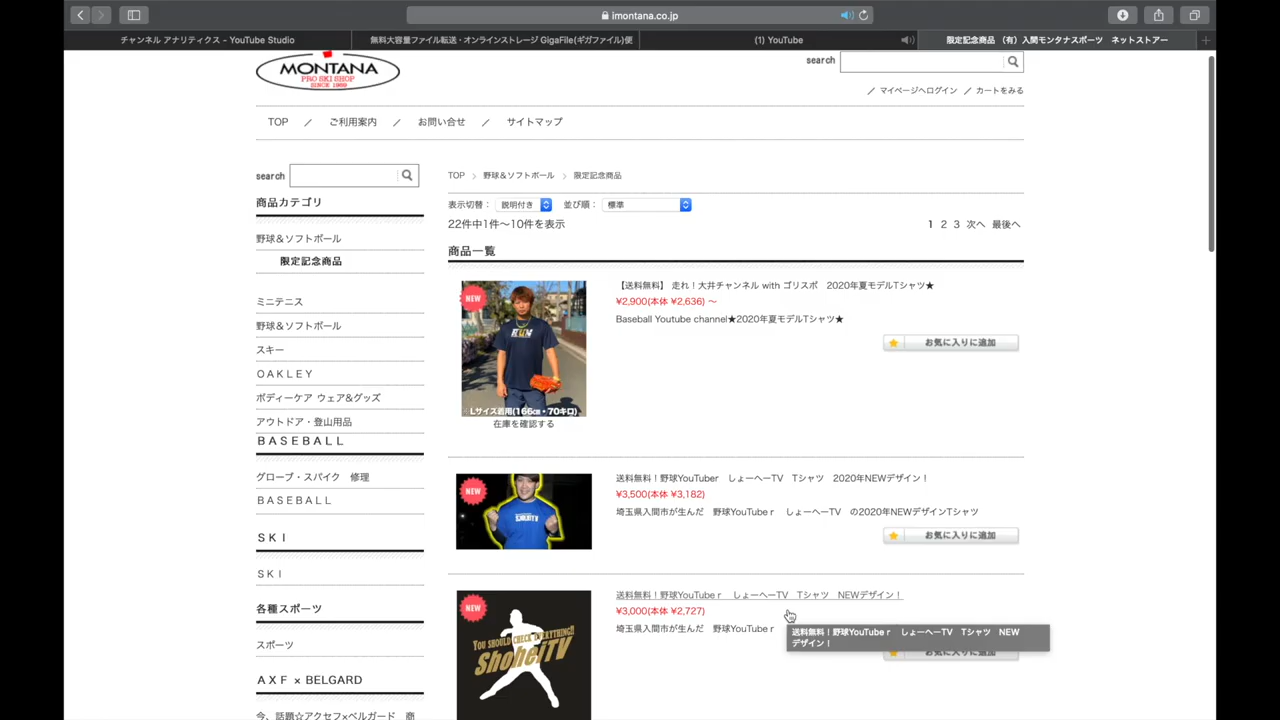 imontana.co.jp
チャンネル アナリティクス - YouTube Studio
無料大容量ファイル転送・オンラインストレージ GigaFile(ギガファイル)便
(1) YouTube
限定記念商品 （有）入間モンタナスポーツ　ネットストアー
MONTANA
PRO SKI SHOP
SINCE 1969
search
／ マイページへログイン ／ カートをみる
TOP ／ ご利用案内 ／ お問い合せ ／ サイトマップ
search
商品カテゴリ
野球＆ソフトボール
限定記念商品
ミニテニス
野球＆ソフトボール
スキー
ＯＡＫＬＥＹ
ボディーケア ウェア&グッズ
アウトドア・登山用品
ＢＡＳＥＢＡＬＬ
グローブ・スパイク　修理
ＢＡＳＥＢＡＬＬ
ＳＫＩ
ＳＫＩ
各種スポーツ
スポーツ
ＡＸＦ × BELGARD
今、話題☆アクセフ×ベルガード　商
TOP > 野球＆ソフトボール > 限定記念商品
表示切替： 説明付き 並び順： 標準
22件中1件～10件を表示
1 2 3 次へ 最後へ
商品一覧
NEW
RUN
Lサイズ着用(166㎝・70キロ)
在庫を確認する
【送料無料】 走れ！大井チャンネル with ゴリスポ　2020年夏モデルTシャツ★
¥2,900(本体 ¥2,636) ～
Baseball Youtube channel★2020年夏モデルTシャツ★
お気に入りに追加
NEW
SHOHEITV
送料無料！野球YouTuber　しょーへーTV　Tシャツ　2020年NEWデザイン！
¥3,500(本体 ¥3,182)
埼玉県入間市が生んだ　野球YouTubeｒ　しょーへーTV　の2020年NEWデザインTシャツ
お気に入りに追加
NEW
YOU SHOULD CHECK EVERYTHING!!
ShoheiTV
送料無料！野球YouTubeｒ　しょーへーTV　Tシャツ　NEWデザイン！
¥3,000(本体 ¥2,727)
埼玉県入間市が生んだ　野球YouTubeｒ
送料無料！野球YouTubeｒ　しょーへーTV　Tシャツ　NEW
デザイン！
お気に入りに追加